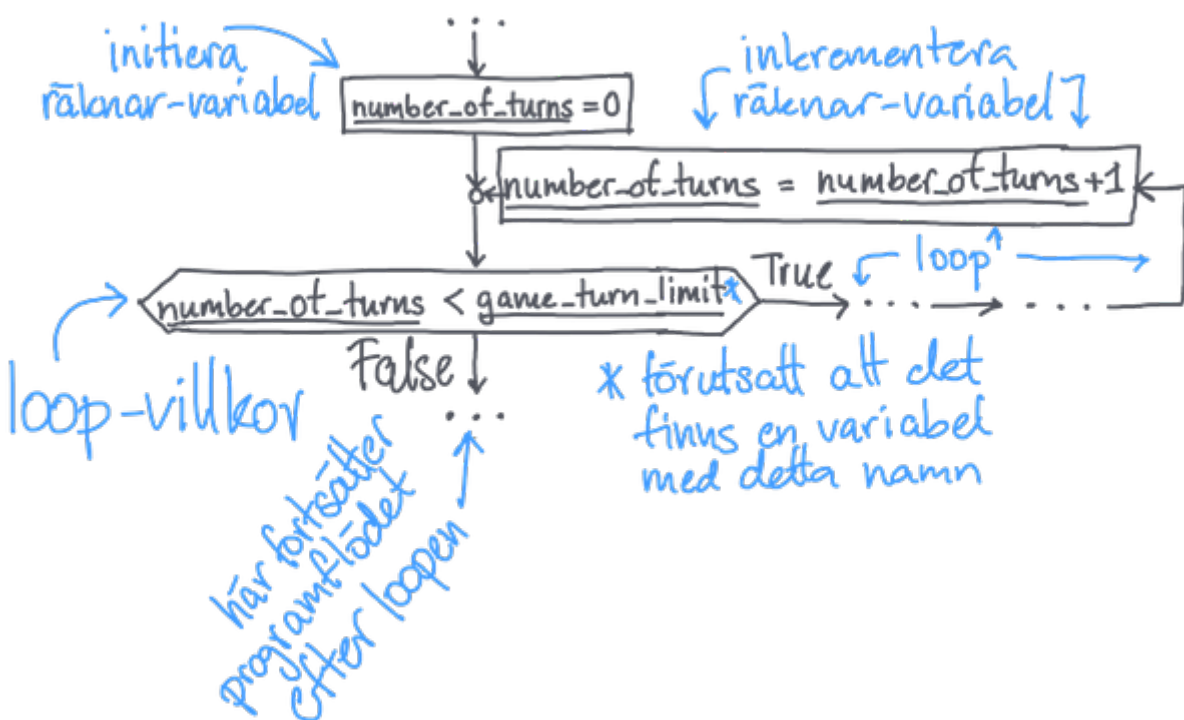 ...
initiera
räknar-variabel
number_of_turns = 0
inkrementera
räknar-variabel
number_of_turns = number_of_turns + 1
loop
number_of_turns < game_turn_limit*
True
... ...
loop-villkor
False
...
* förutsatt att det
finns en variabel
med detta namn
här fortsätter
programflödet
efter loopen